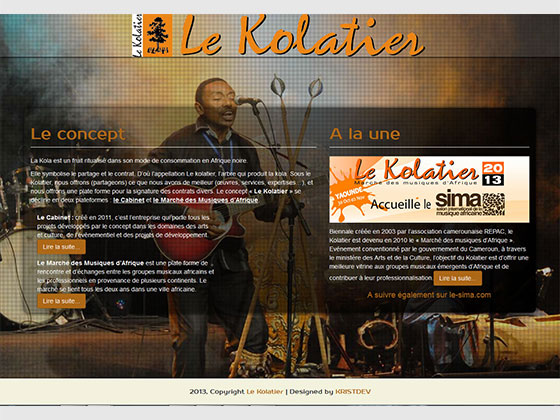 Le Kolatier
Le Kolatier
Le concept
La Kola est un fruit ritualisé dans son mode de consommation en Afrique noire.
Elle symbolise le partage et le contrat. D'où l'appellation Le kolatier, l'arbre qui produit la kola. Sous le
Kolatier, nous offrons (partageons) ce que nous avons de meilleur (œuvres, services, expertises...), et
nous offrons une plate forme pour la signature des contrats divers. Le concept « Le Kolatier » se
décline en deux plateformes : le Cabinet et le Marché des Musiques d'Afrique.
Le Cabinet : créé en 2011, c'est l'entreprise qui porte tous les
projets développés par le concept dans les domaines des arts
et culture, de l'évènementiel et des projets de développement.
Lire la suite...
Le Marché des Musiques d'Afrique est une plate forme de
rencontre et d'échanges entre les groupes musicaux africains et
les professionnels en provenance de plusieurs continents. Le
marché se tient tous les deux ans dans une ville africaine.
Lire la suite...
A la une
Le Kolatier 20
13
Marché des musiques d'Afrique
YAOUNDE
Accueille le sima
salon international de la
musique africaine
Biennale créée en 2003 par l'association camerounaise REPAC, le
Kolatier est devenu en 2010 le « Marché des musiques d'Afrique ».
Evènement conventionné par le gouvernement du Cameroun, à travers
le ministère des Arts et de la Culture, l'objectif du Kolatier est d'offrir une
meilleure vitrine aux groupes musicaux émergents d'Afrique et de
contribuer à leur professionnalisation. Lire la suite...
A suivre également sur le-sima.com
2013, Copyright Le Kolatier | Designed by KRISTDEV